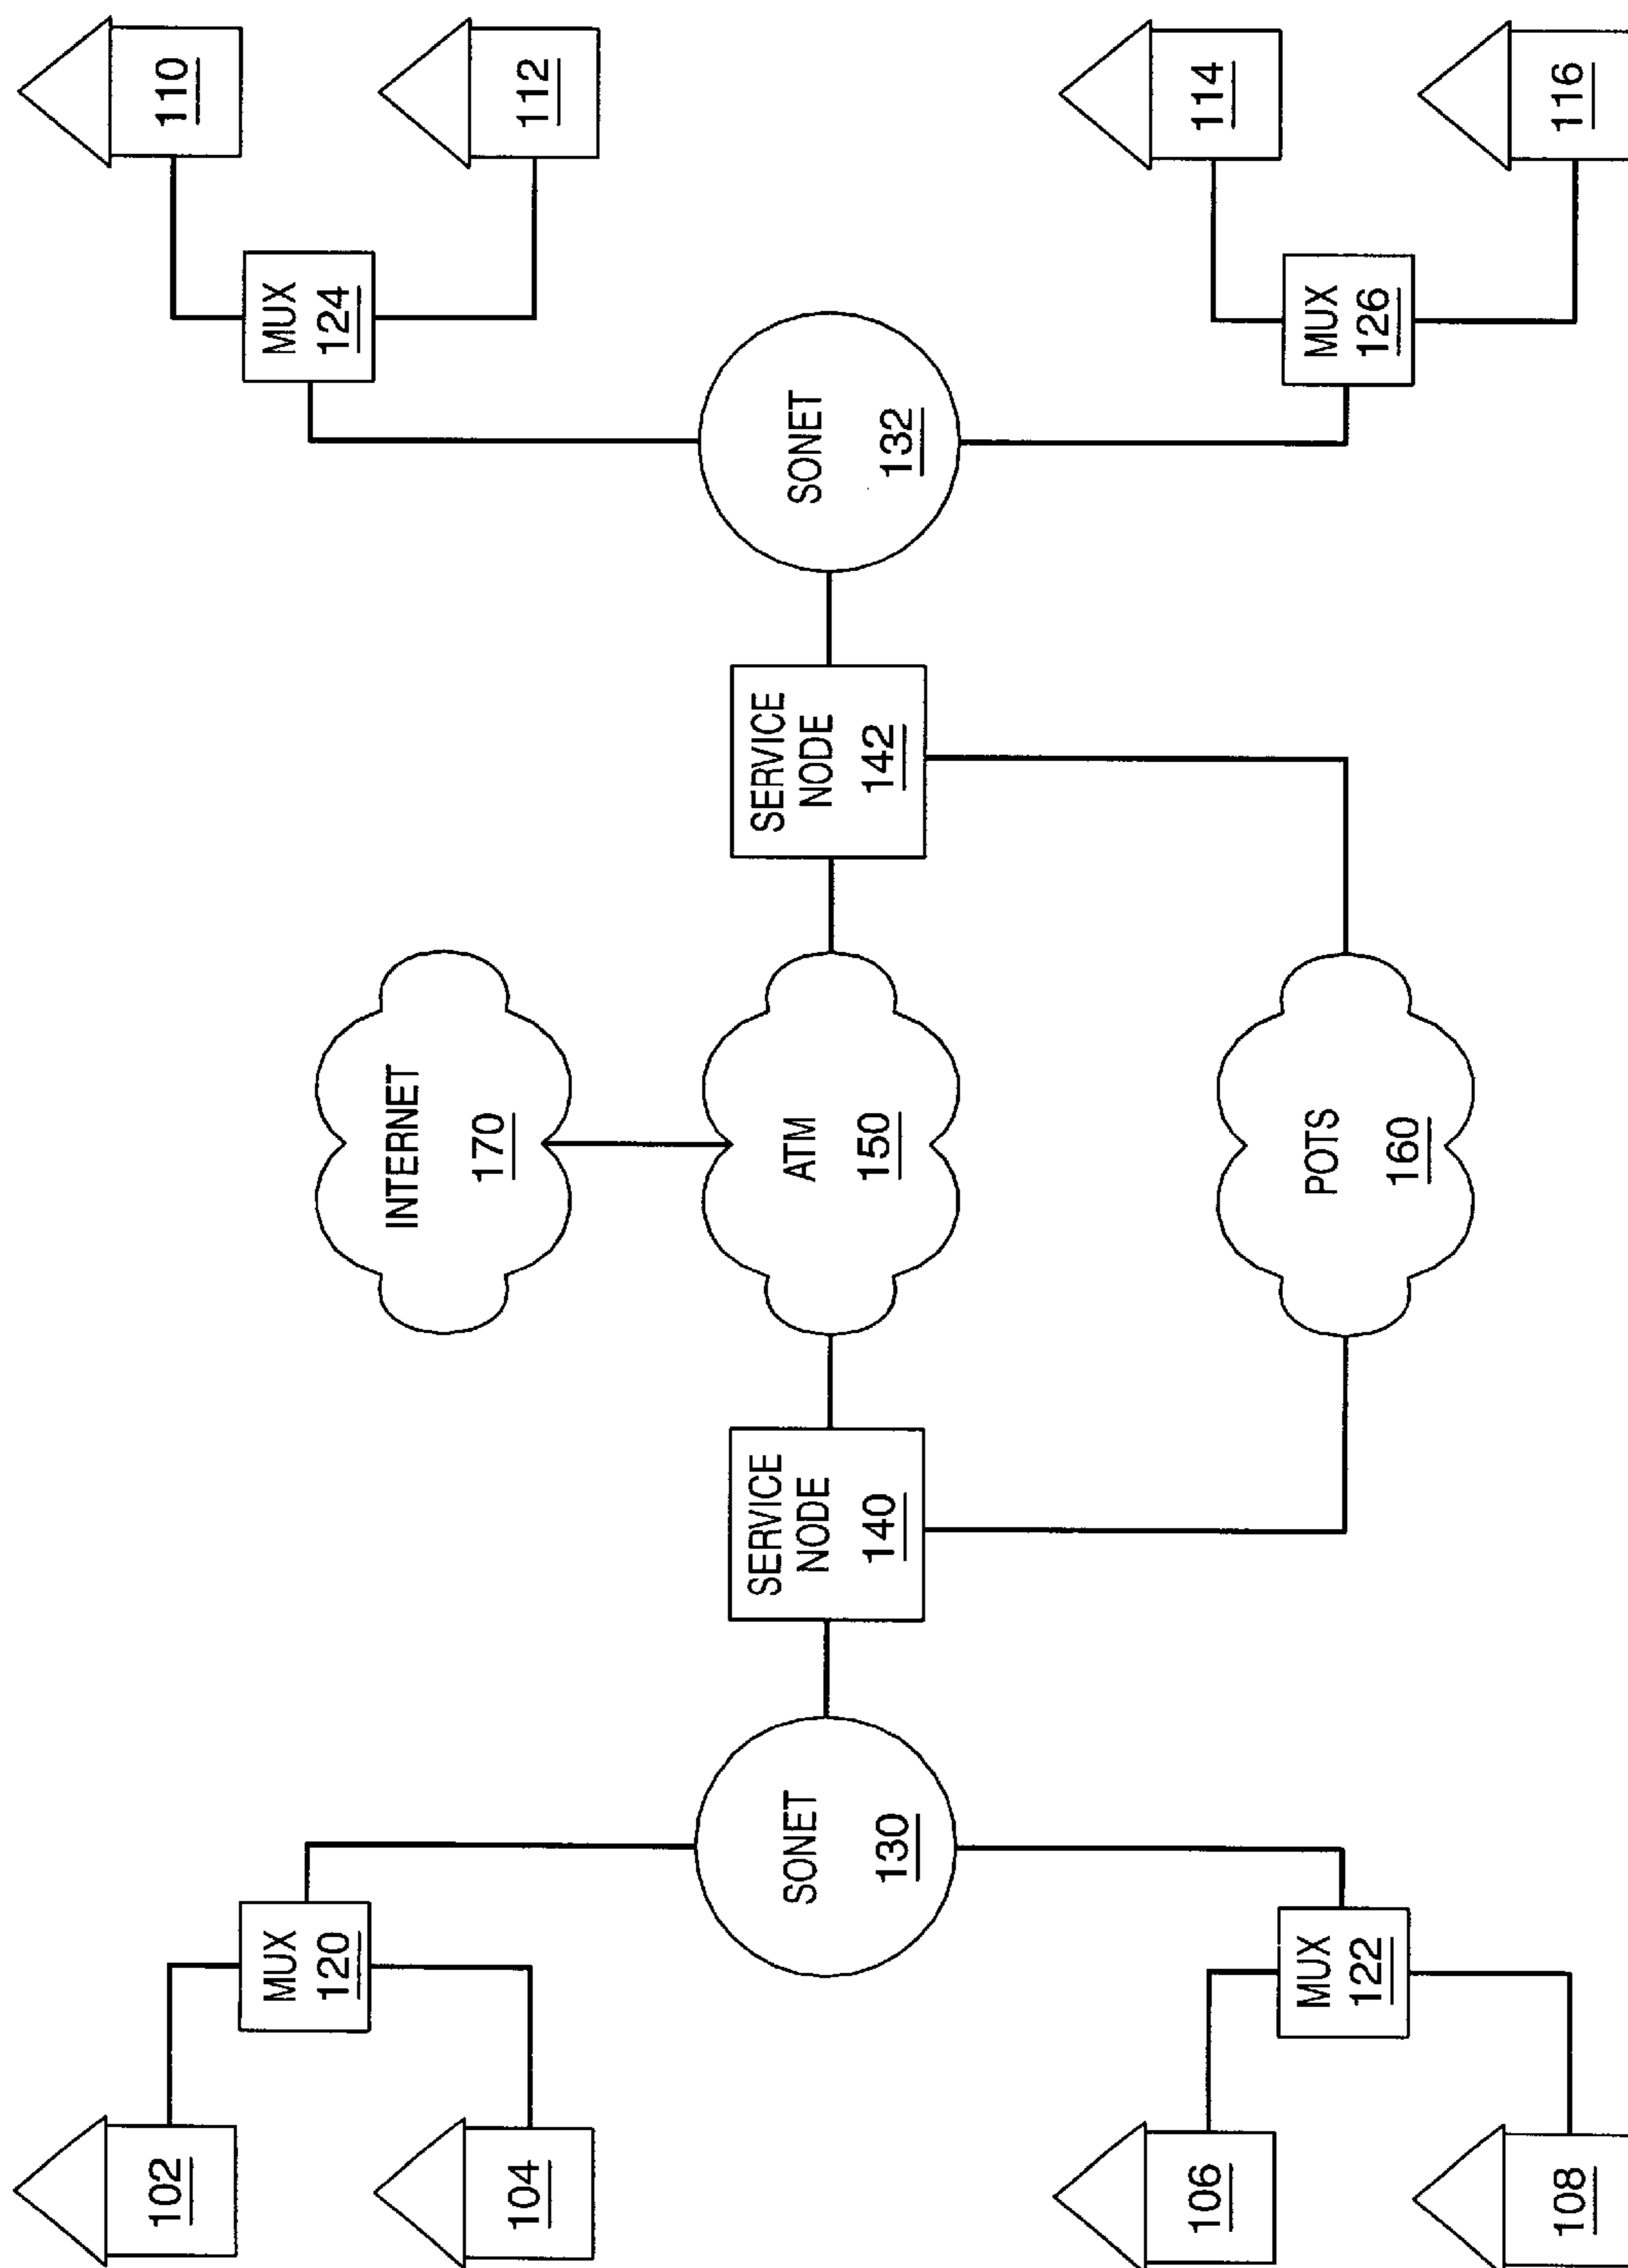 102
104
106
108
MUX
120
MUX
122
SONET
130
SERVICE
NODE
140
INTERNET
170
ATM
150
POTS
160
SERVICE
NODE
142
SONET
132
MUX
124
MUX
126
110
112
114
116